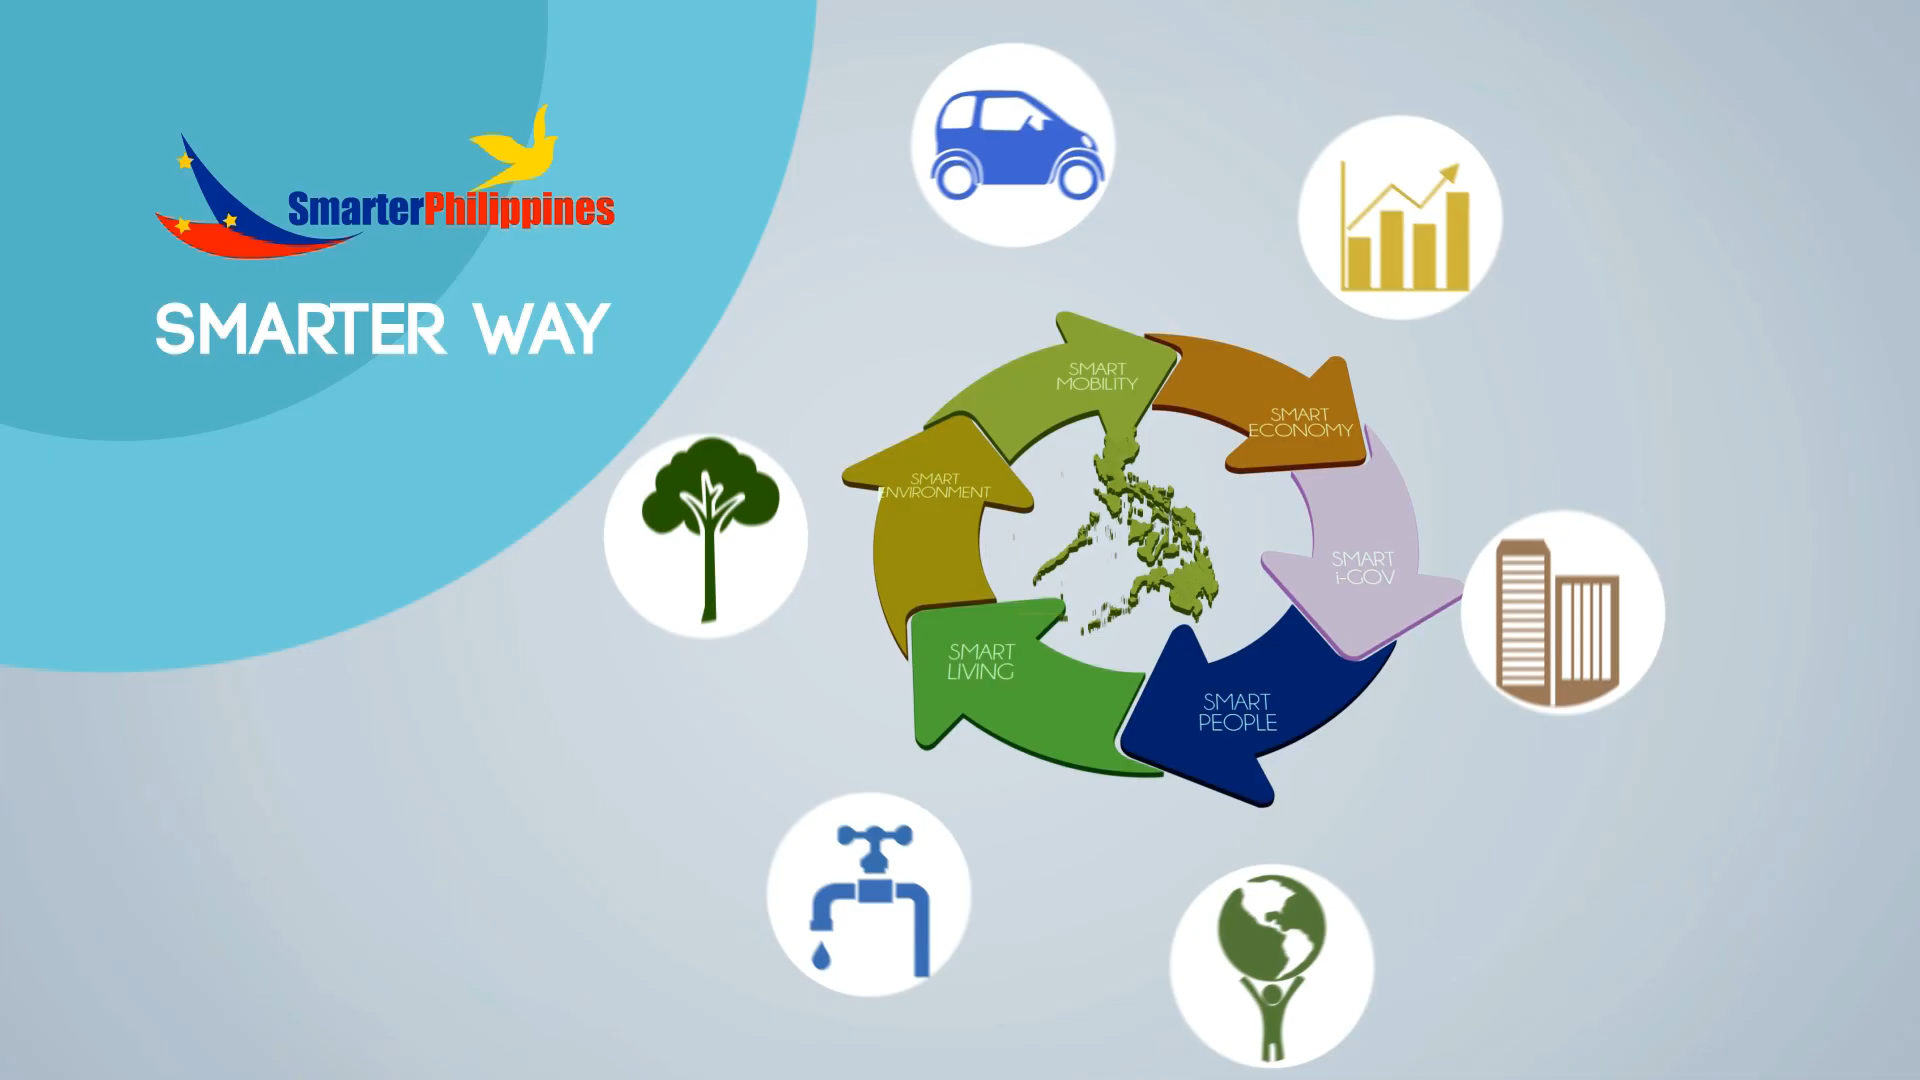 SmarterPhilippines
SMARTER WAY
SMART
MOBILITY
SMART
ECONOMY
SMART
ENVIRONMENT
SMART
i-GOV
SMART
LIVING
SMART
PEOPLE